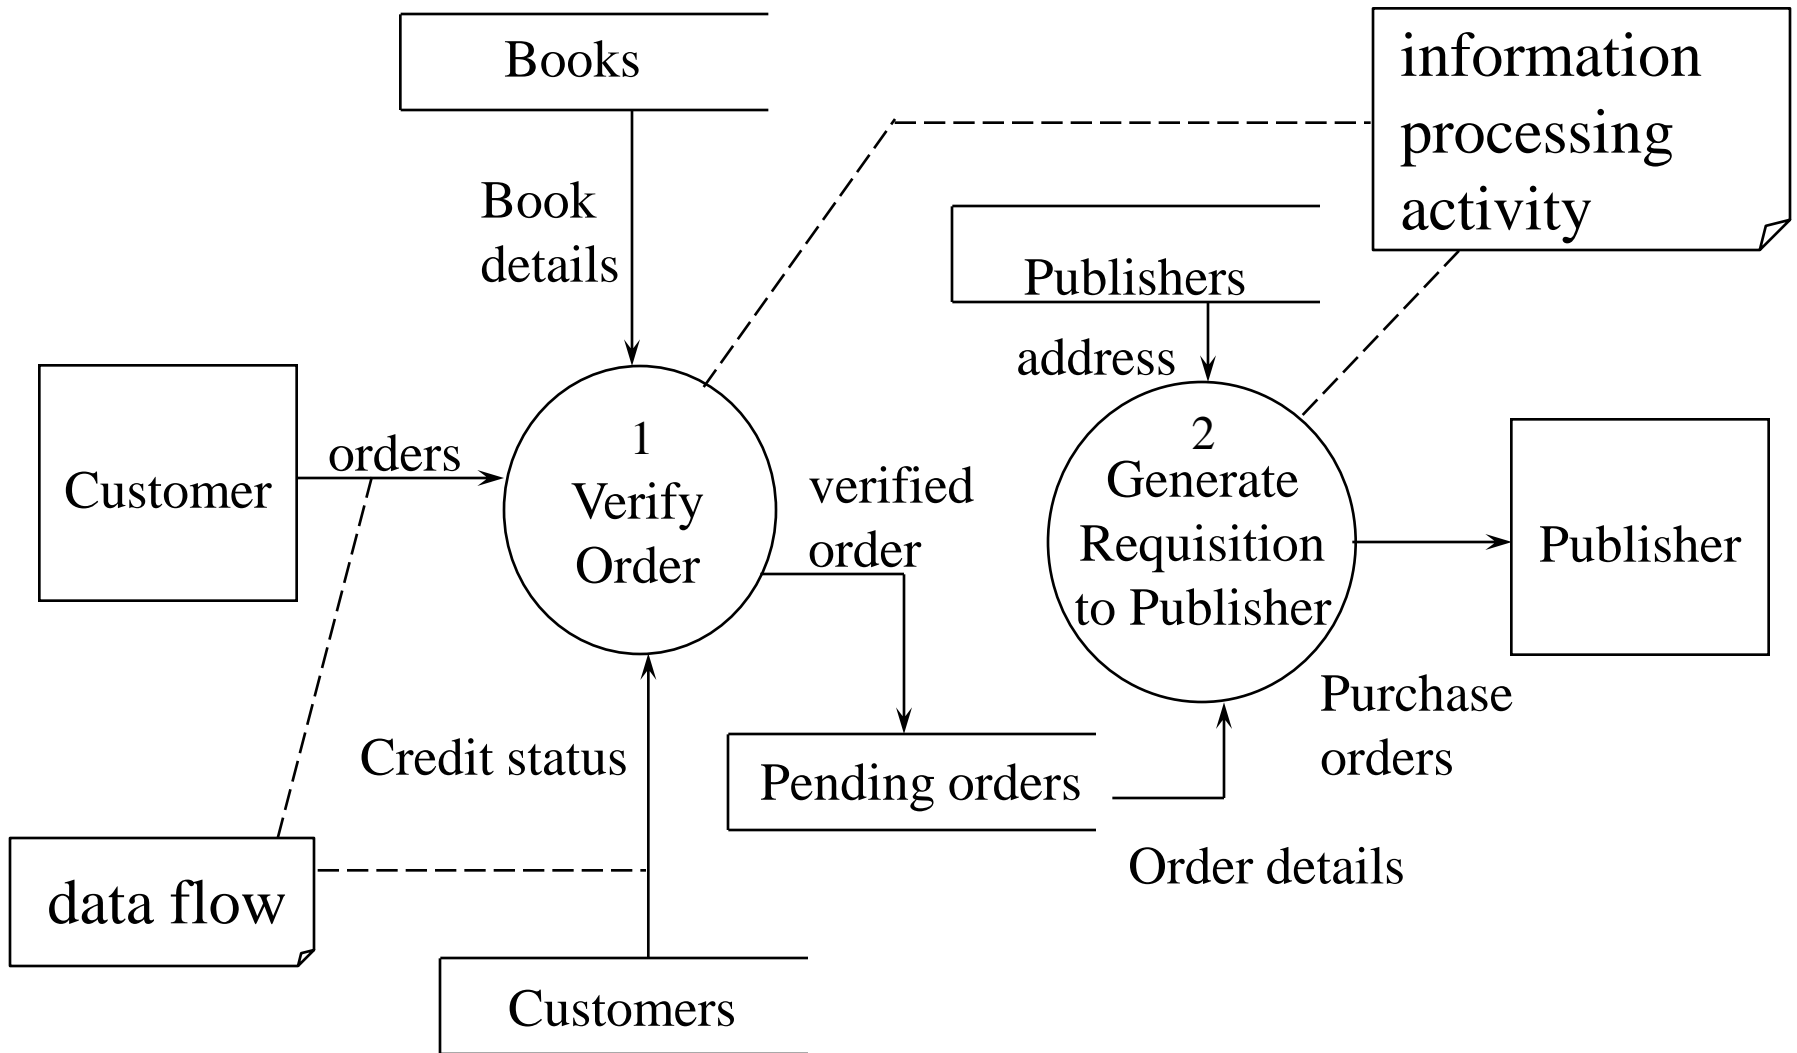 Books
information
processing
activity
Book
details
Publishers
address
Customer
orders
1
Verify
Order
verified
order
2
Generate
Requisition
to Publisher
Publisher
Purchase
orders
Credit status
Pending orders
Order details
data flow
Customers